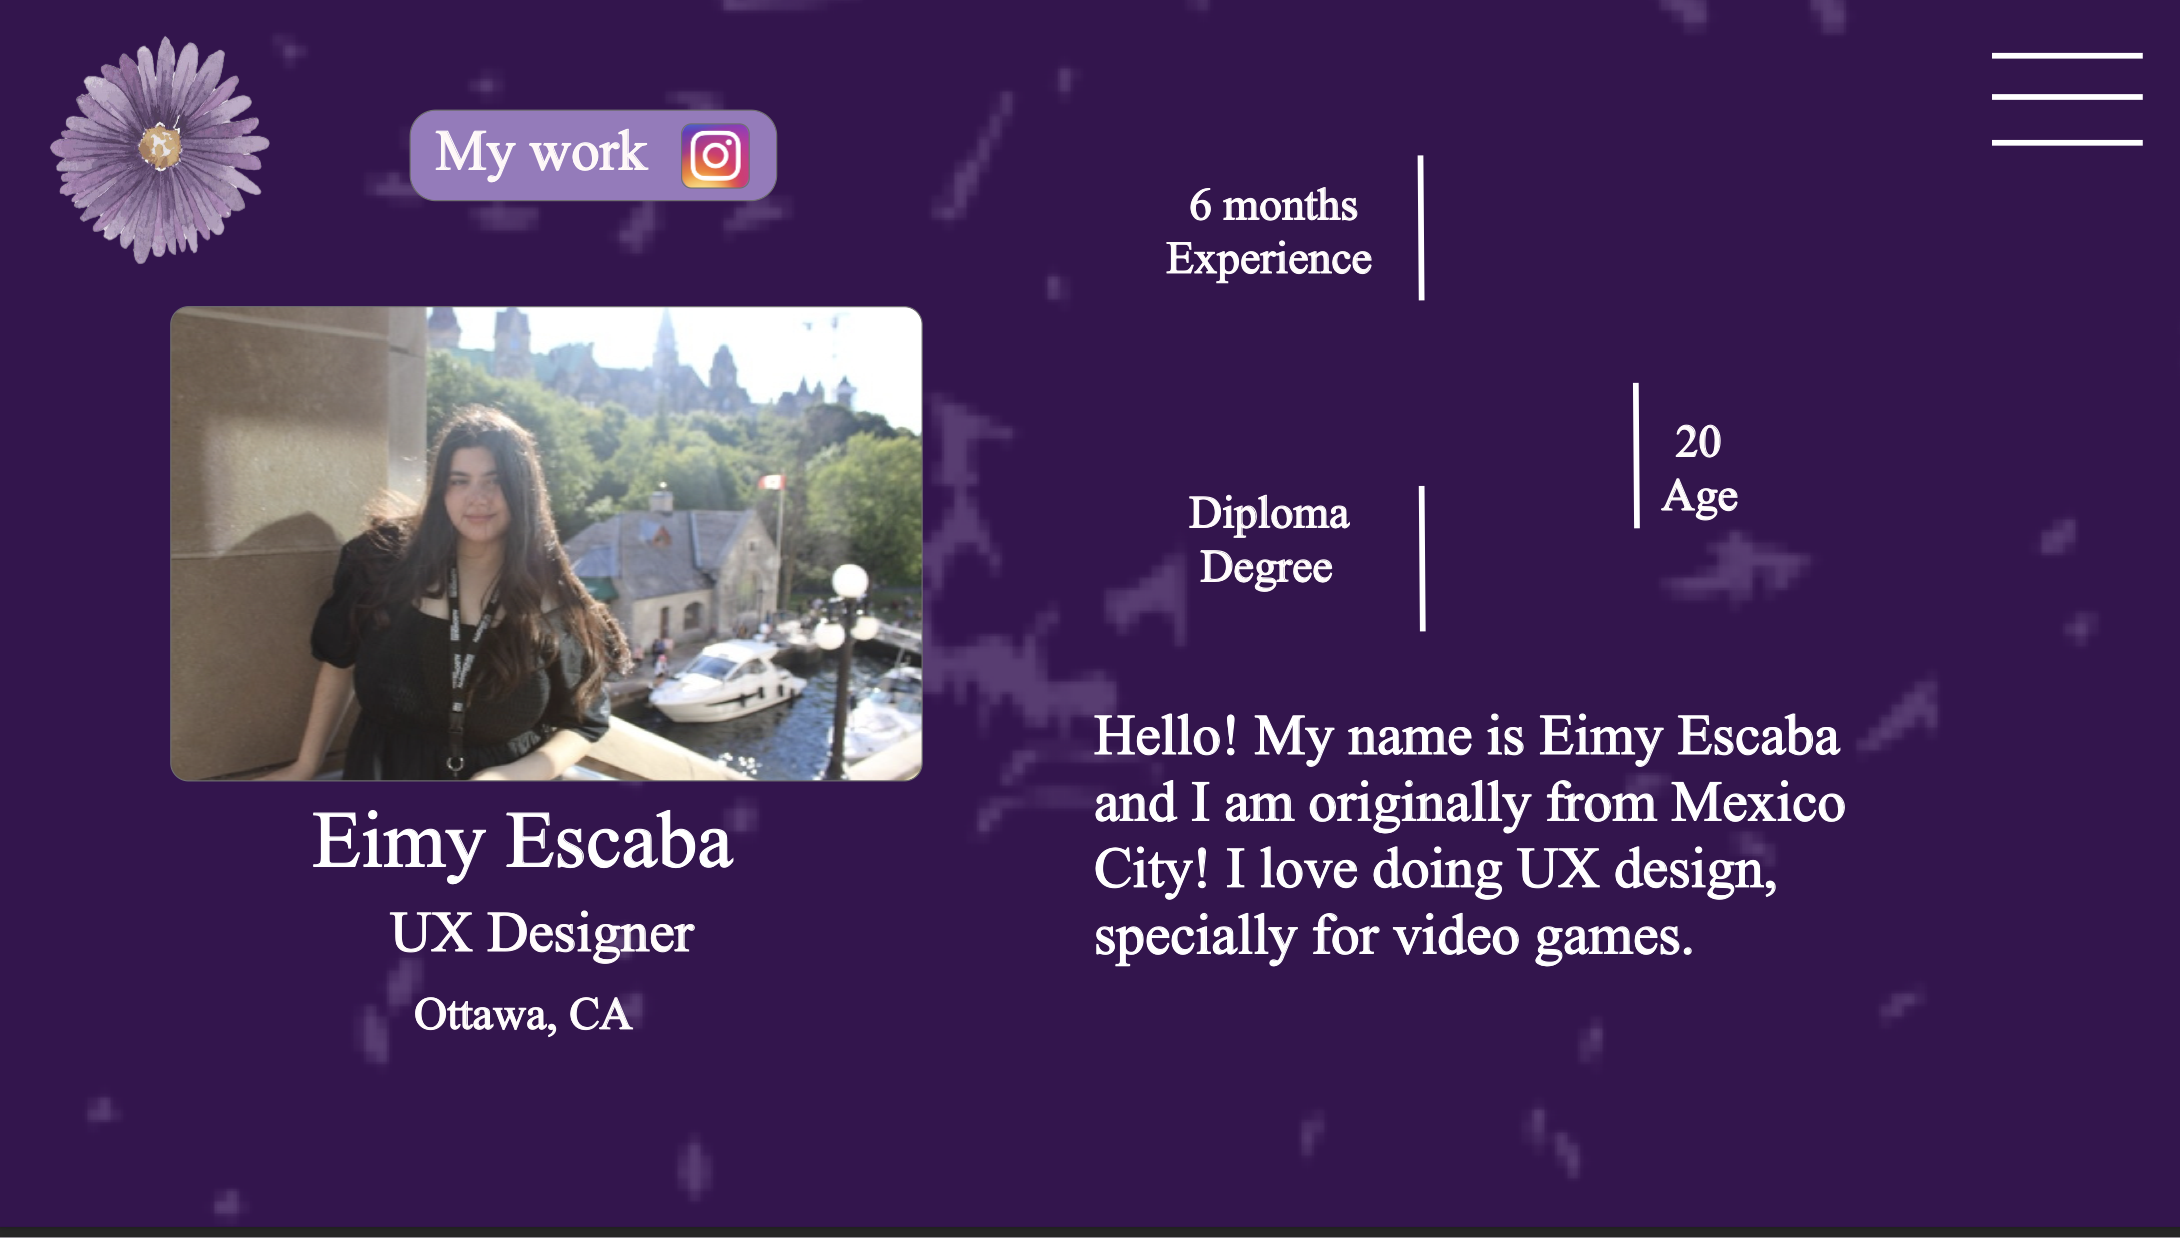 My work
6 months
Experience
20
Age
Diploma
Degree
Eimy Escaba
UX Designer
Ottawa, CA
Hello! My name is Eimy Escaba
and I am originally from Mexico
City! I love doing UX design,
specially for video games.